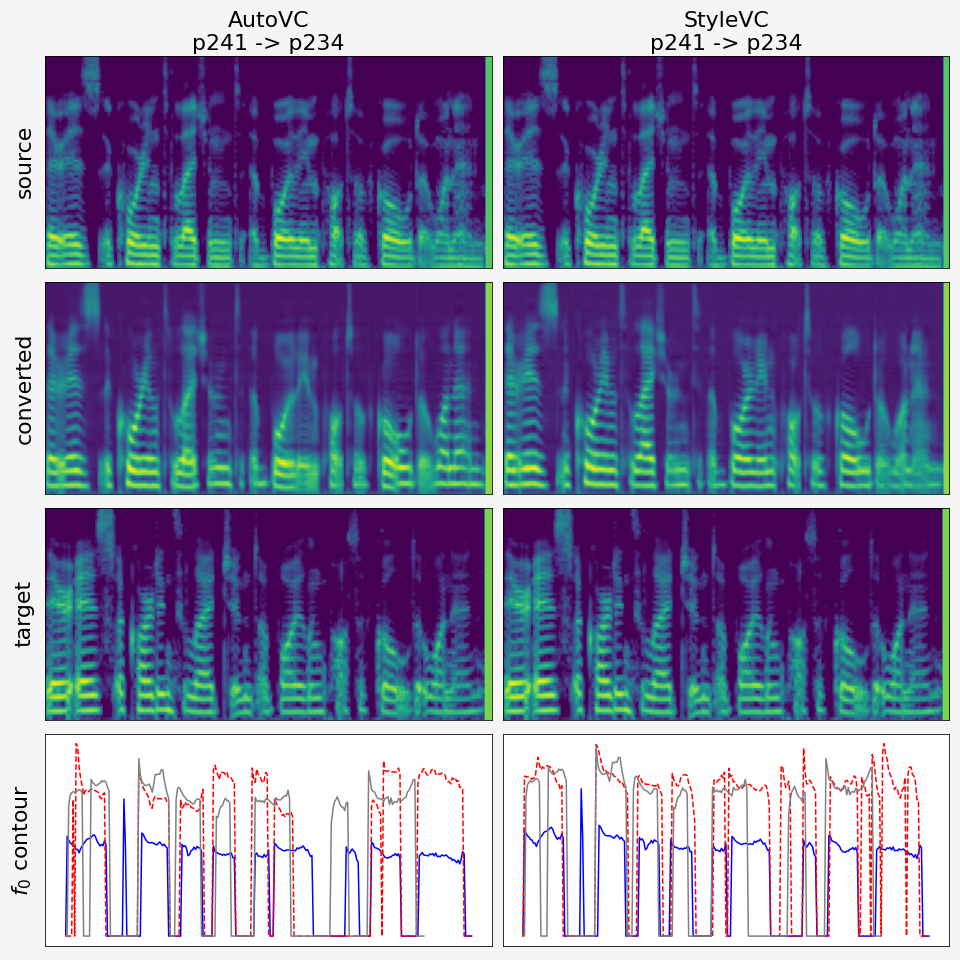 AutoVC
p241 -> p234
StyleVC
p241 -> p234
source
converted
target
f0 contour